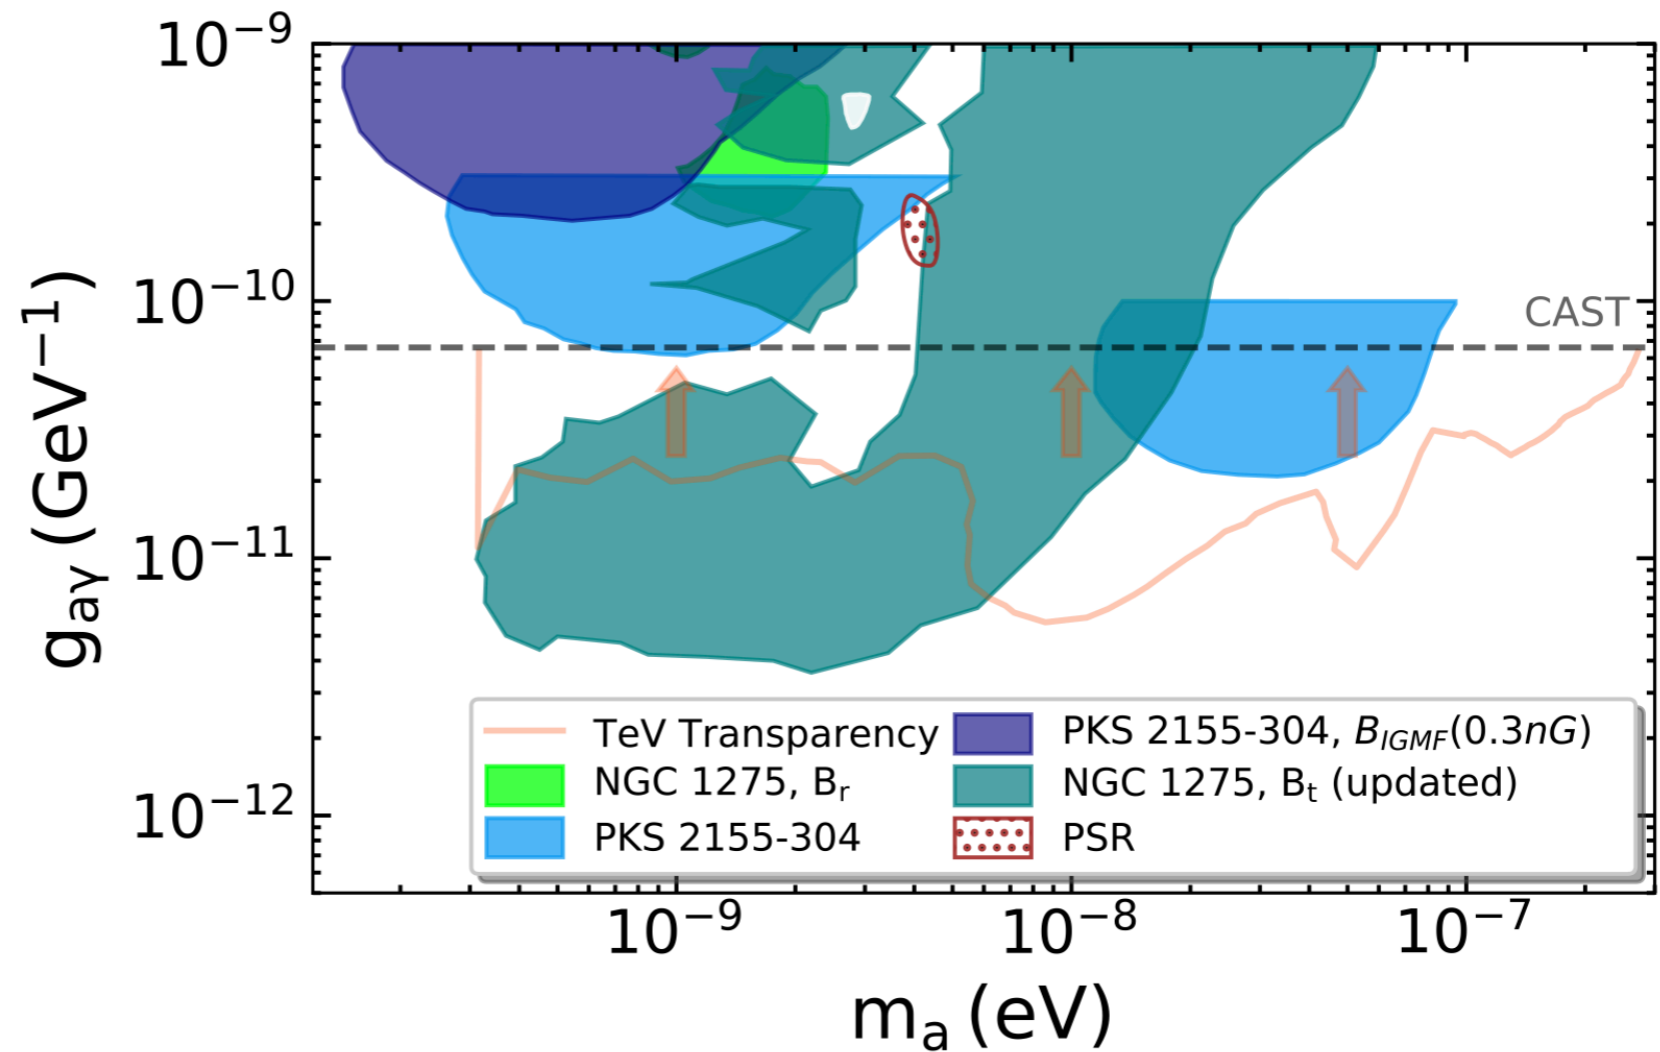 10⁻⁹
10⁻¹⁰
10⁻¹¹
10⁻¹²
g_aγ (GeV⁻¹)
CAST
TeV Transparency
NGC 1275, B_r
PKS 2155-304
PKS 2155-304, B_IGMF(0.3nG)
NGC 1275, B_t (updated)
PSR
10⁻⁹ 10⁻⁸ 10⁻⁷
m_a (eV)